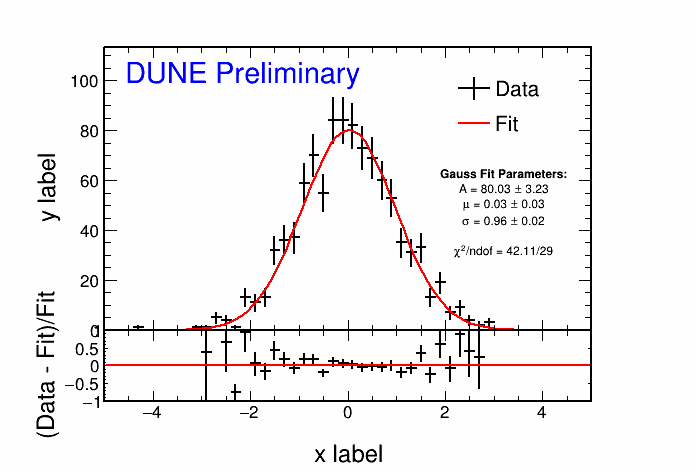 DUNE Preliminary
Data
Fit
Gauss Fit Parameters:
A = 80.03 ± 3.23
μ = 0.03 ± 0.03
σ = 0.96 ± 0.02
χ²/ndof = 42.11/29
y label
100
80
60
40
20
(Data - Fit)/Fit
0.5
0
−0.5
−1
−4
−2
0
2
4
x label